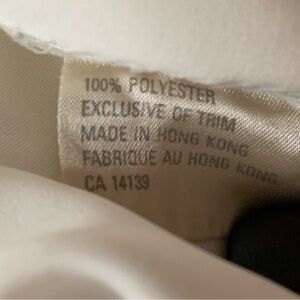 100% POLYESTER
EXCLUSIVE OF TRIM
MADE IN HONG KONG
FABRIQUE AU HONG KONG
CA 14139